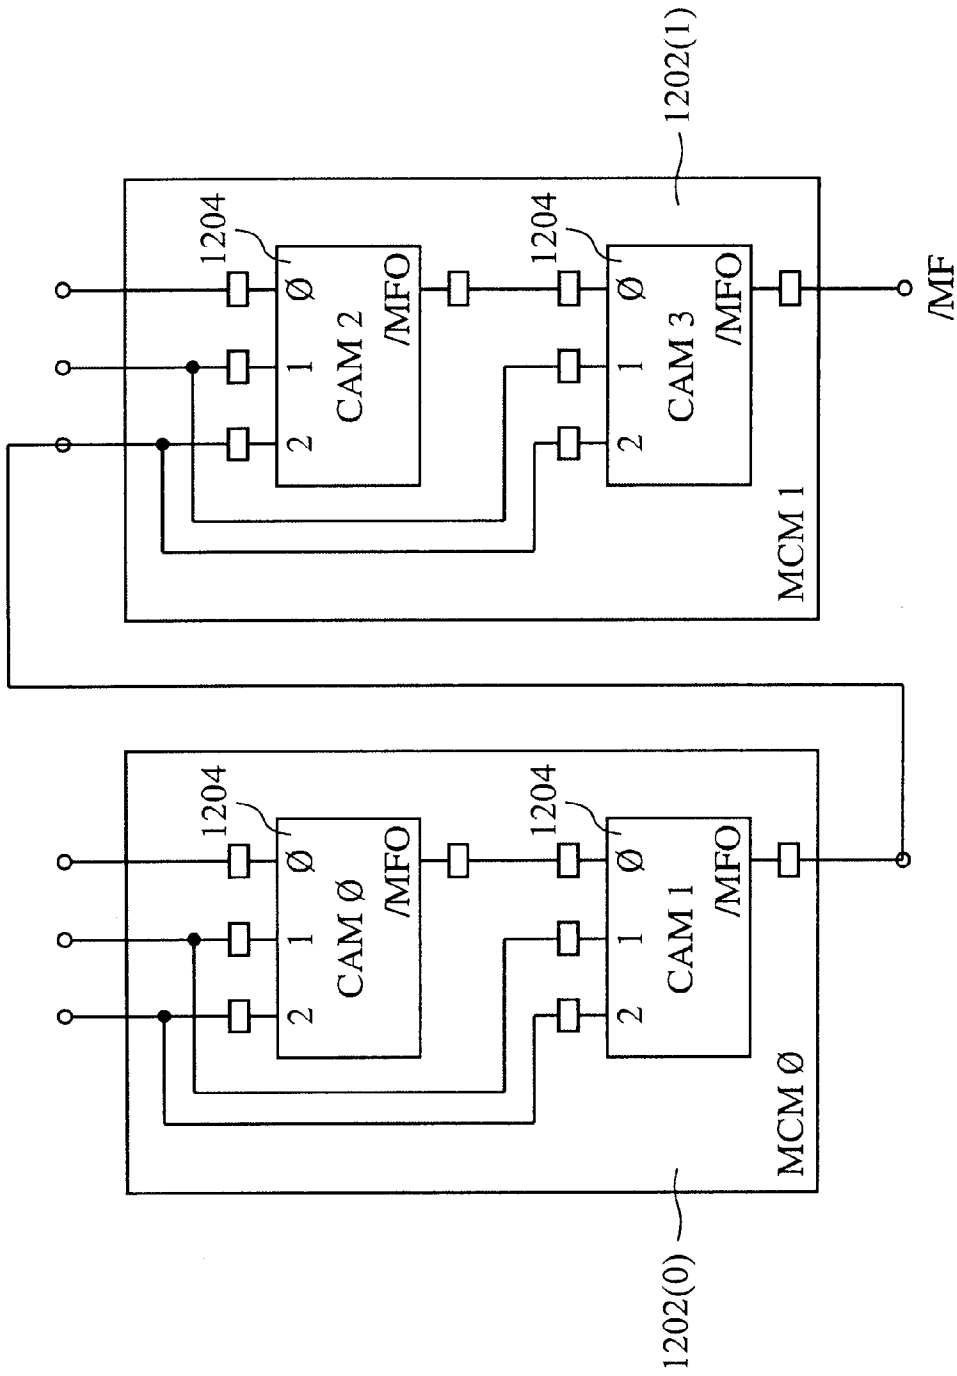 1202(0)
1202(1)
MCM Ø
1204
2
1
Ø
CAM Ø
/MFO
1204
2
1
Ø
CAM 1
/MFO
MCM 1
1204
2
1
Ø
CAM 2
/MFO
1204
2
1
Ø
CAM 3
/MFO
/MF